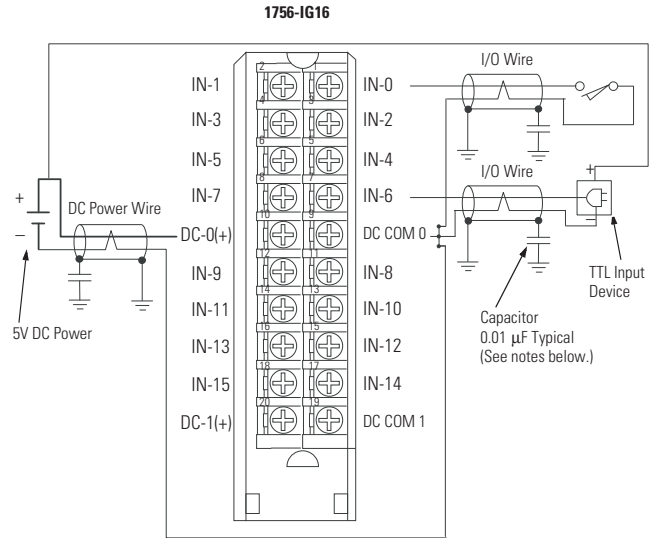 1756-IG16
I/O Wire
2 1
IN-1 IN-0
4 3
IN-3 IN-2
6 5
IN-5 IN-4
I/O Wire
8 7
IN-7 IN-6
+
+
DC Power Wire
10 9
DC-0(+) DC COM 0
–
12 11
IN-9 IN-8
TTL Input
Device
14 13
IN-11 IN-10
Capacitor
0.01 µF Typical
(See notes below.)
5V DC Power
16 15
IN-13 IN-12
18 17
IN-15 IN-14
20 19
DC-1(+) DC COM 1